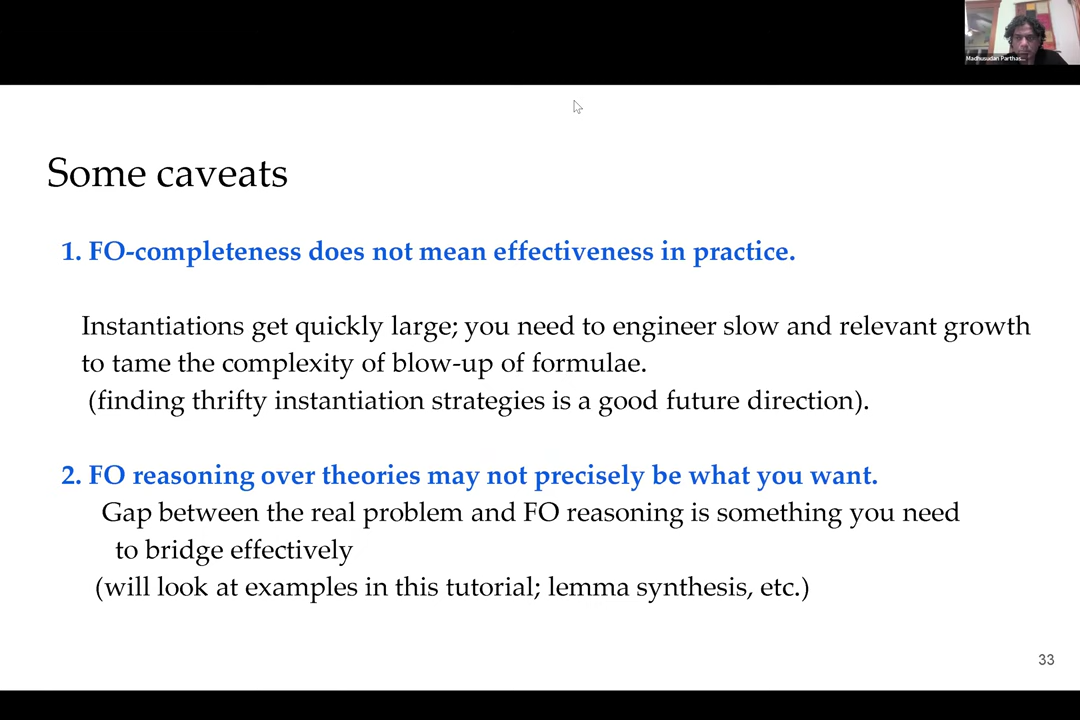 Madhusudan Parthas...
Some caveats
1. FO-completeness does not mean effectiveness in practice.
Instantiations get quickly large; you need to engineer slow and relevant growth
to tame the complexity of blow-up of formulae.
(finding thrifty instantiation strategies is a good future direction).
2. FO reasoning over theories may not precisely be what you want.
Gap between the real problem and FO reasoning is something you need
to bridge effectively
(will look at examples in this tutorial; lemma synthesis, etc.)
33